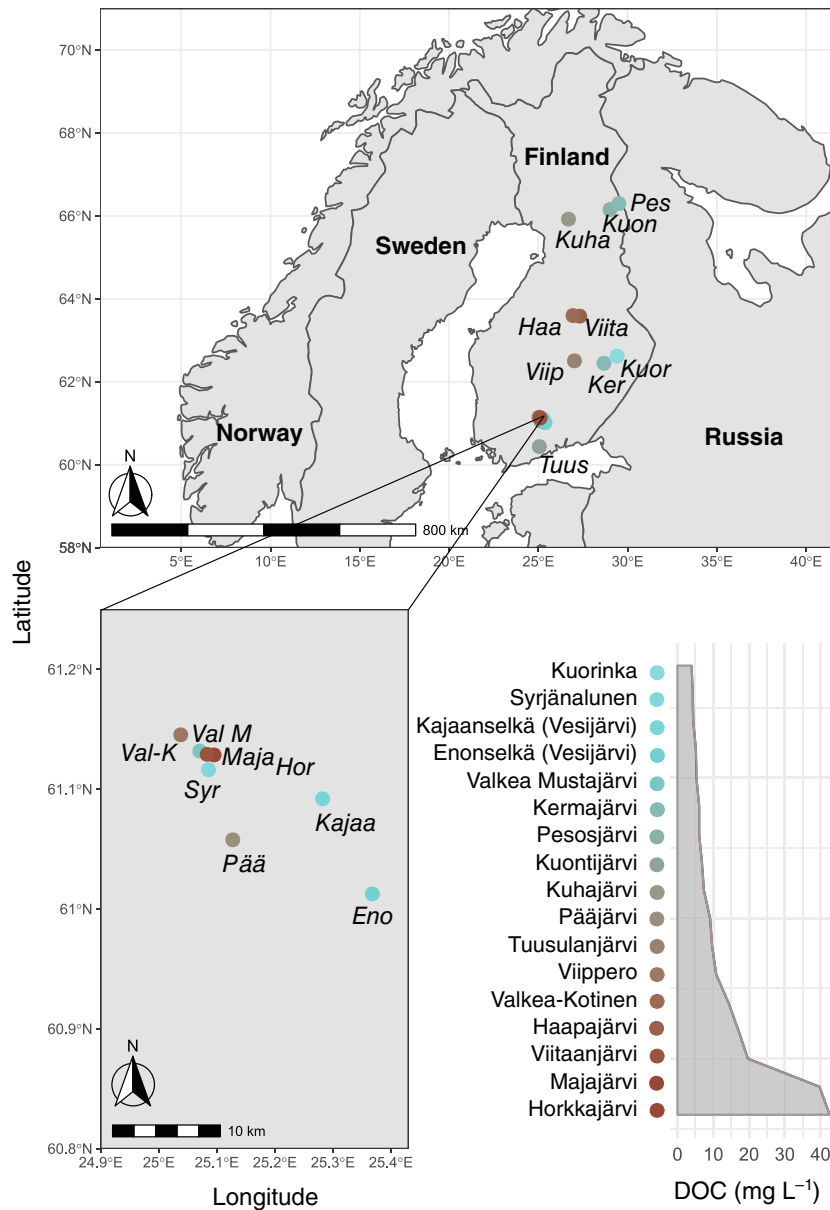 70°N
68°N
66°N
64°N
62°N
60°N
58°N
Finland
Sweden
Norway
Russia
Pes
Kuon
Kuha
Haa
Viita
Viip
Kuor
Ker
Tuus
N
800 km
5°E
10°E
15°E
20°E
25°E
30°E
35°E
40°E
Latitude
61.2°N
61.1°N
61°N
60.9°N
60.8°N
Val M
Val-K
Maja
Hor
Syr
Kajaa
Pää
Eno
N
10 km
24.9°E
25°E
25.1°E
25.2°E
25.3°E
25.4°E
Longitude
Kuorinka
Syrjänalunen
Kajaanselkä (Vesijärvi)
Enonselkä (Vesijärvi)
Valkea Mustajärvi
Kermajärvi
Pesosjärvi
Kuontijärvi
Kuhajärvi
Pääjärvi
Tuusulanjärvi
Viippero
Valkea-Kotinen
Haapajärvi
Viitaanjärvi
Majajärvi
Horkkajärvi
0 10 20 30 40
DOC (mg L⁻¹)